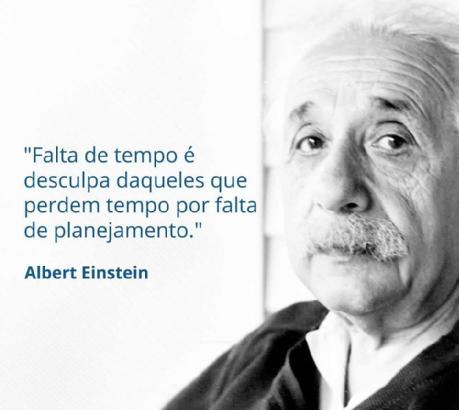 "Falta de tempo é
desculpa daqueles que
perdem tempo por falta
de planejamento."
Albert Einstein